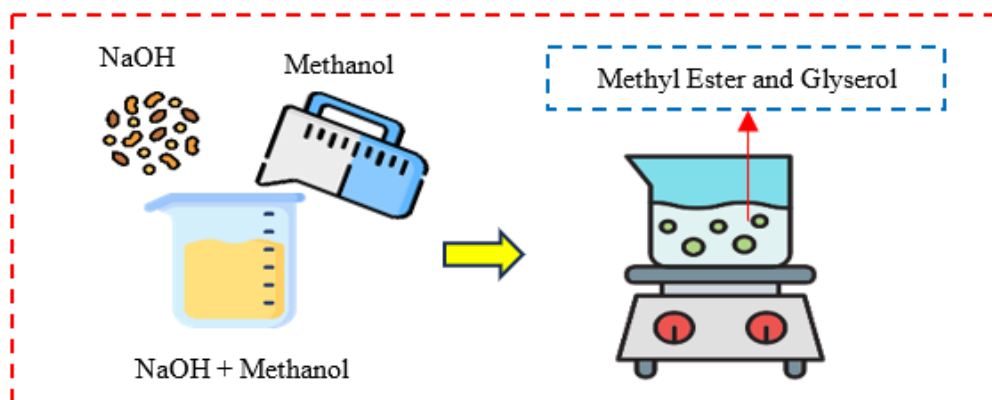 NaOH
Methanol
Methyl Ester and Glyserol
NaOH + Methanol